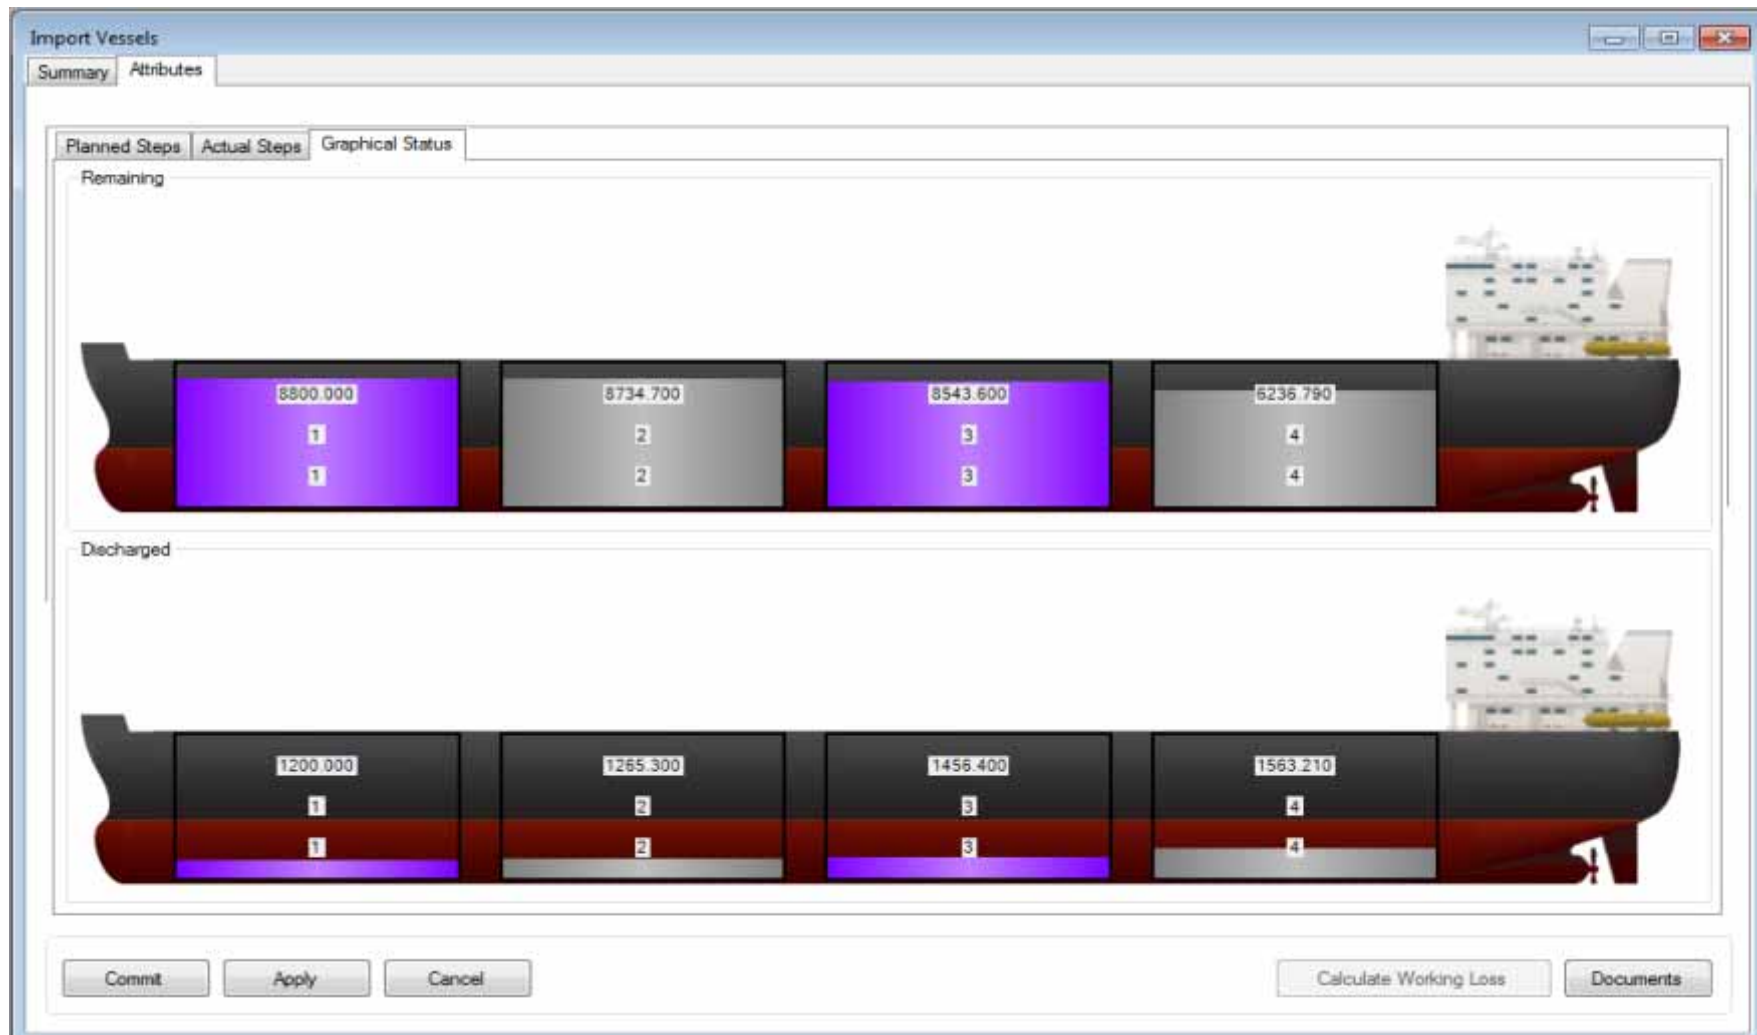 Import Vessels
Summary Attributes
Planned Steps Actual Steps Graphical Status
Remaining
8800.000 8734.700 8543.600 6236.790
1 2 3 4
1 2 3 4
Discharged
1200.000 1265.300 1456.400 1563.210
1 2 3 4
1 2 3 4
Commit Apply Cancel Calculate Working Loss Documents